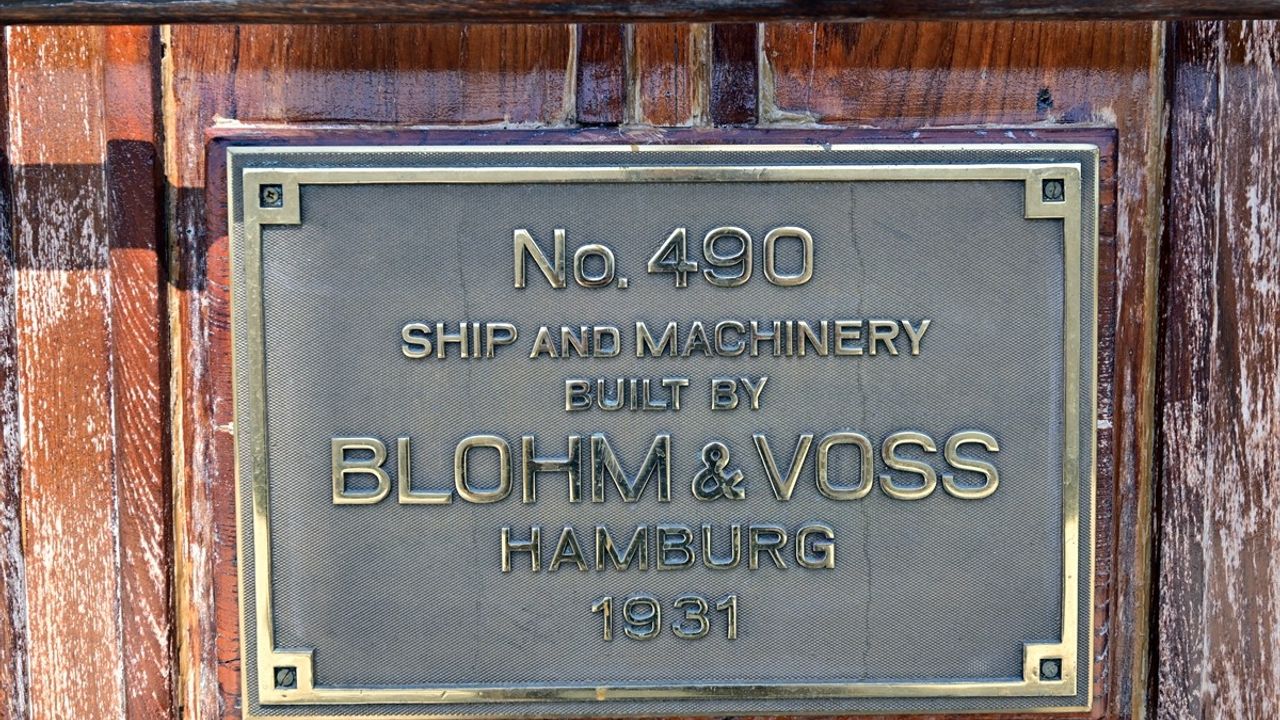 No. 490
SHIP AND MACHINERY
BUILT BY
BLOHM & VOSS
HAMBURG
1931